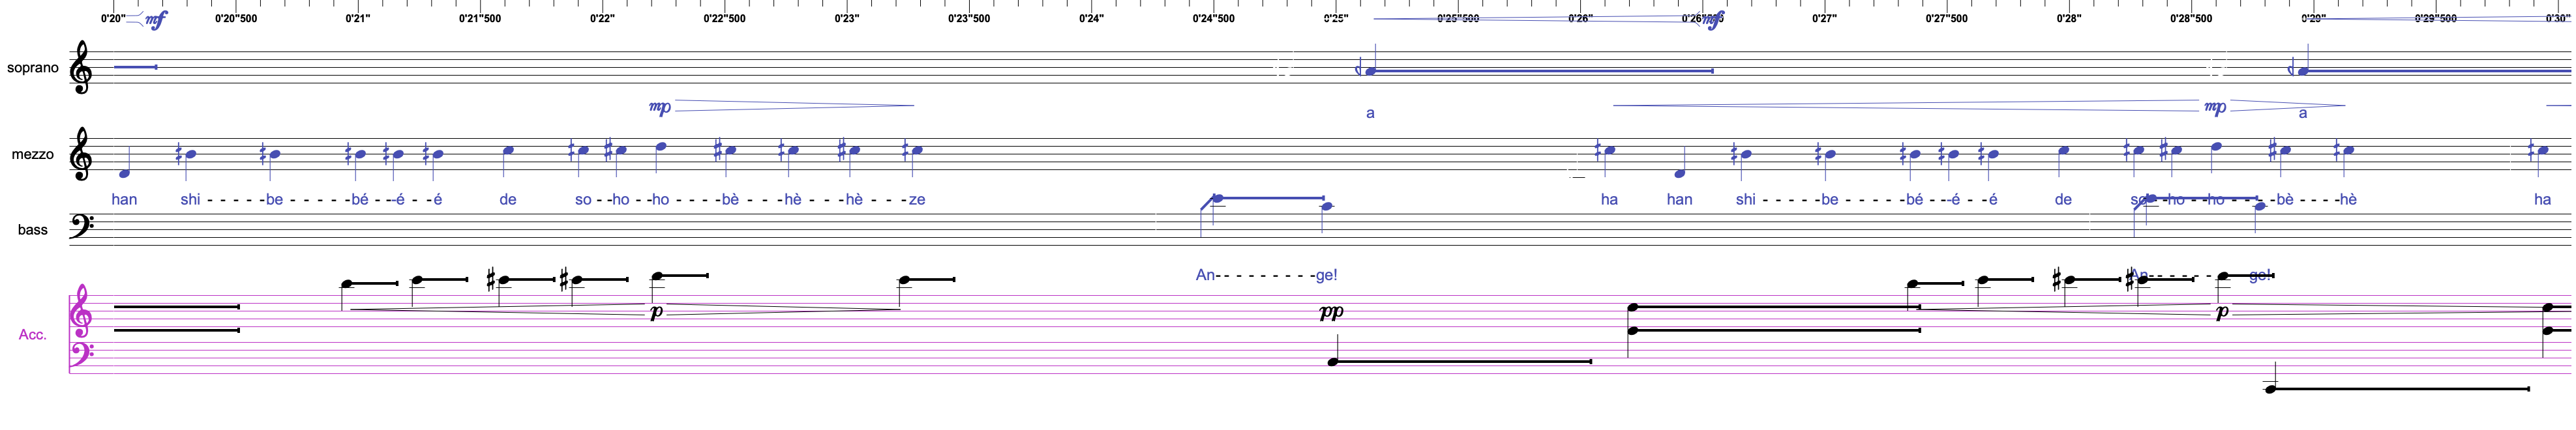 0'20" mf 0'20"500 0'21" 0'21"500 0'22" 0'22"500 0'23" 0'23"500 0'24" 0'24"500 0'25" 0'25"500 0'26" 0'26"500 mf 0'27" 0'27"500 0'28" 0'28"500 0'29" 0'29"500 0'30"
soprano
mp a mp a
mezzo
han shi - - - - -be - - - - - -bé - - -é - -é de so - -ho - -ho - - - -bè - - - -hè - - - -hè - - - -ze ha han shi - - - - -be - - - - - -bé - - -é - -é de so - -ho - -ho - - - -bè - - - -hè ha
bass
An- - - - - - - -ge! An- - - - - - - -ge!
p pp p
Acc.